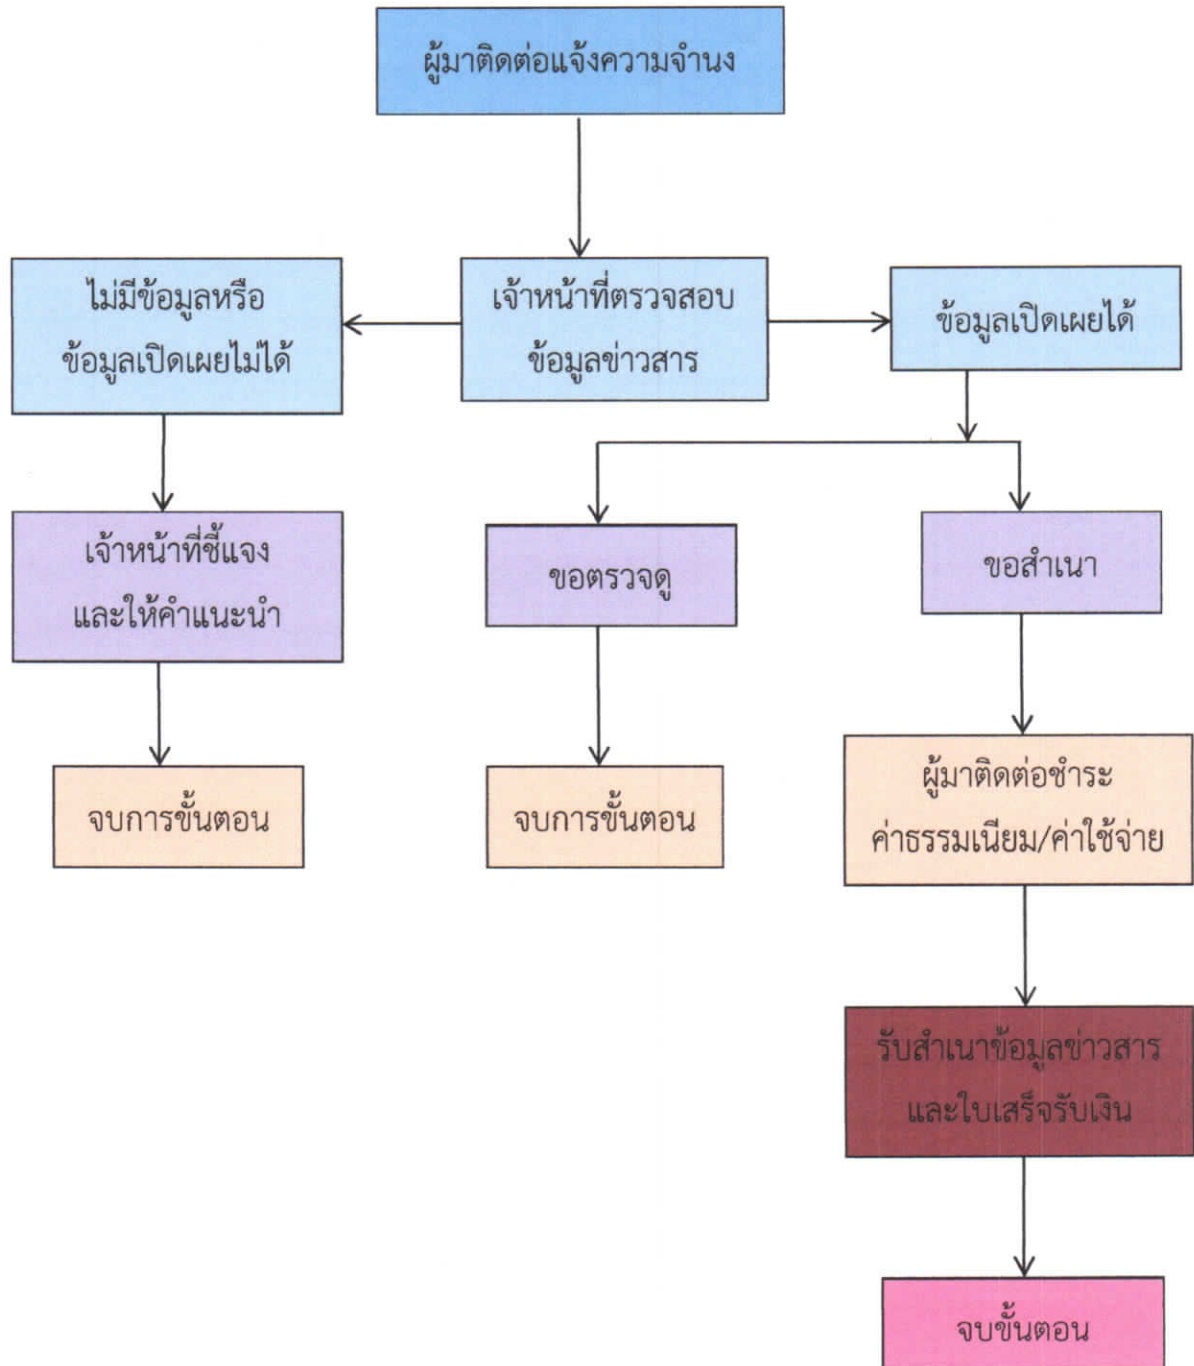 ผู้มาติดต่อแจ้งความจำนง
ไม่มีข้อมูลหรือ
ข้อมูลเปิดเผยไม่ได้
เจ้าหน้าที่ตรวจสอบ
ข้อมูลข่าวสาร
ข้อมูลเปิดเผยได้
เจ้าหน้าที่ชี้แจง
และให้คำแนะนำ
ขอตรวจดู
ขอสำเนา
จบการขั้นตอน
จบการขั้นตอน
ผู้มาติดต่อชำระ
ค่าธรรมเนียม/ค่าใช้จ่าย
รับสำเนาข้อมูลข่าวสาร
และใบเสร็จรับเงิน
จบขั้นตอน